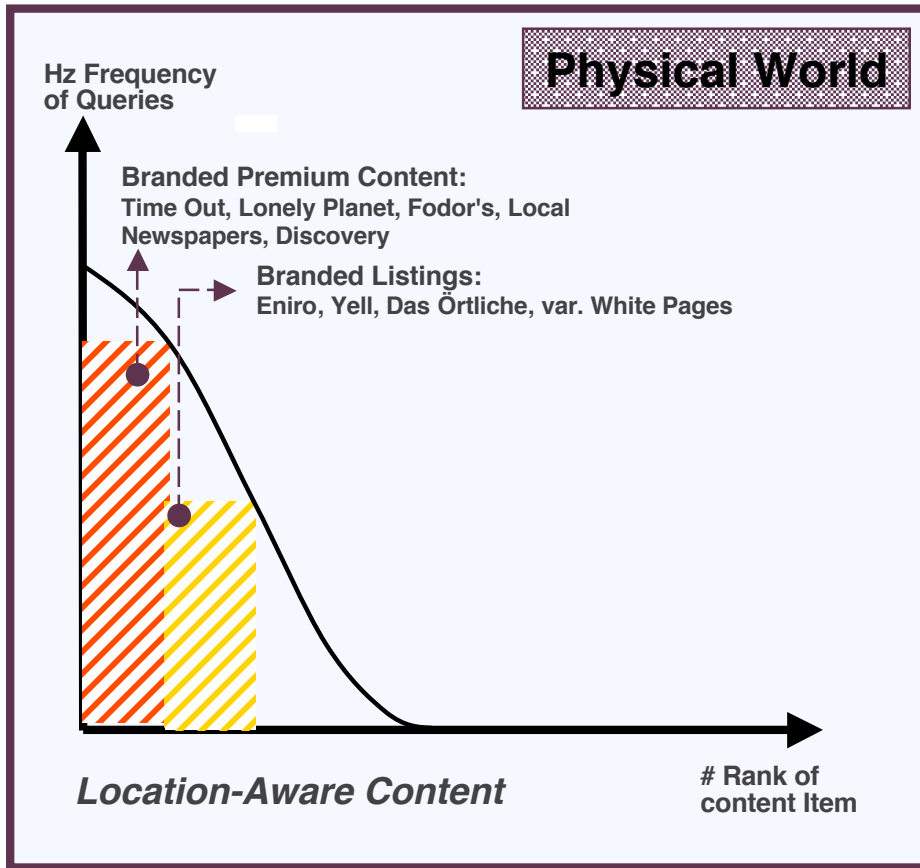 Physical World
Hz Frequency
of Queries
Branded Premium Content:
Time Out, Lonely Planet, Fodor's, Local
Newspapers, Discovery
Branded Listings:
Eniro, Yell, Das Örtliche, var. White Pages
Location-Aware Content
# Rank of
content Item